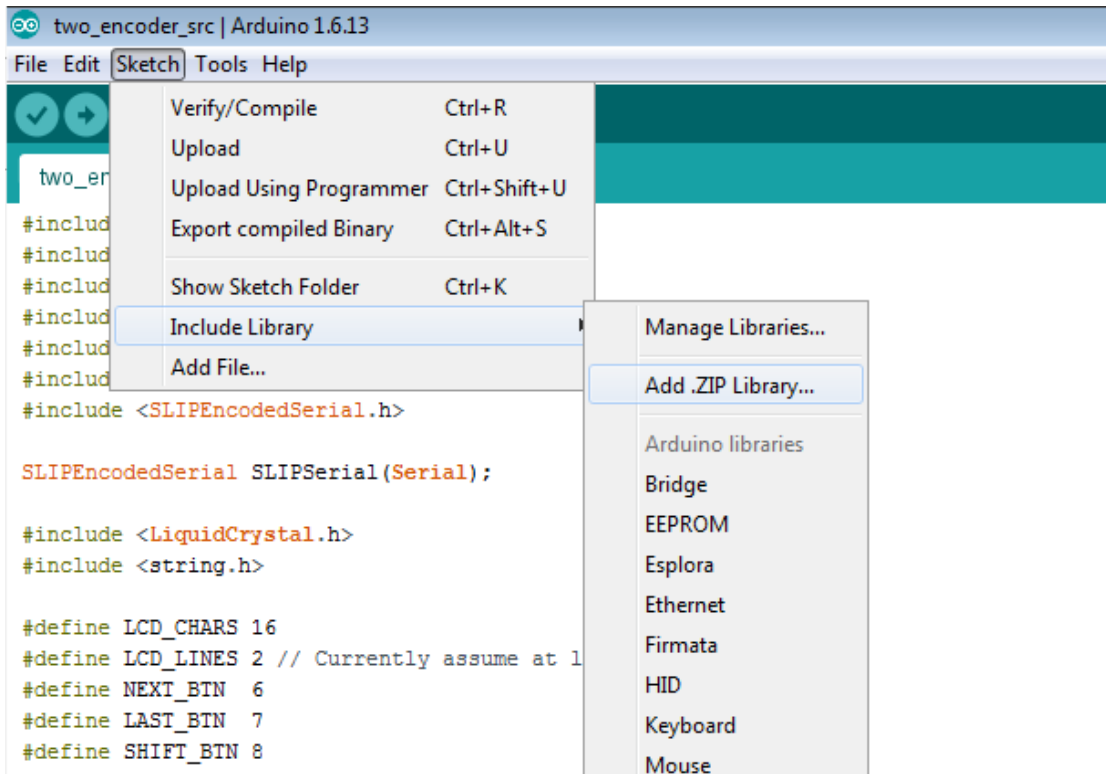 two_encoder_src | Arduino 1.6.13
File Edit Sketch Tools Help
Verify/Compile Ctrl+R
Upload Ctrl+U
Upload Using Programmer Ctrl+Shift+U
Export compiled Binary Ctrl+Alt+S
Show Sketch Folder Ctrl+K
Include Library
Add File...
Manage Libraries...
Add .ZIP Library...
Arduino libraries
Bridge
EEPROM
Esplora
Ethernet
Firmata
HID
Keyboard
Mouse
two_er
#includ
#includ
#includ
#includ
#includ
#includ
#include <SLIPEncodedSerial.h>
SLIPEncodedSerial SLIPSerial(Serial);
#include <LiquidCrystal.h>
#include <string.h>
#define LCD_CHARS 16
#define LCD_LINES 2 // Currently assume at l
#define NEXT_BTN 6
#define LAST_BTN 7
#define SHIFT_BTN 8